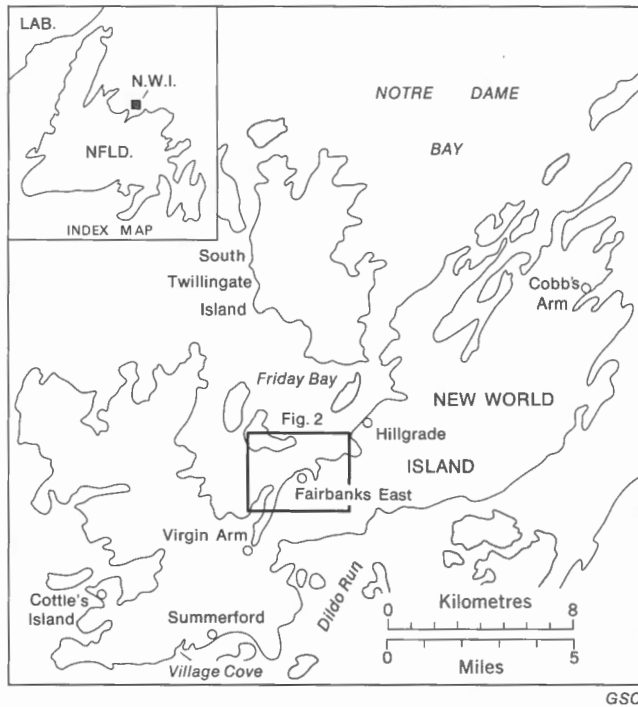 LAB.
N.W.I.
NFLD.
INDEX MAP
NOTRE DAME
BAY
South
Twillingate
Island
Cobb's
Arm
Friday Bay
Fig. 2
NEW WORLD
Hillgrade
ISLAND
Fairbanks East
Virgin Arm
Cottle's
Island
Summerford
Village Cove
Dildo Run
0 8
Kilometres
0 5
Miles
GSC